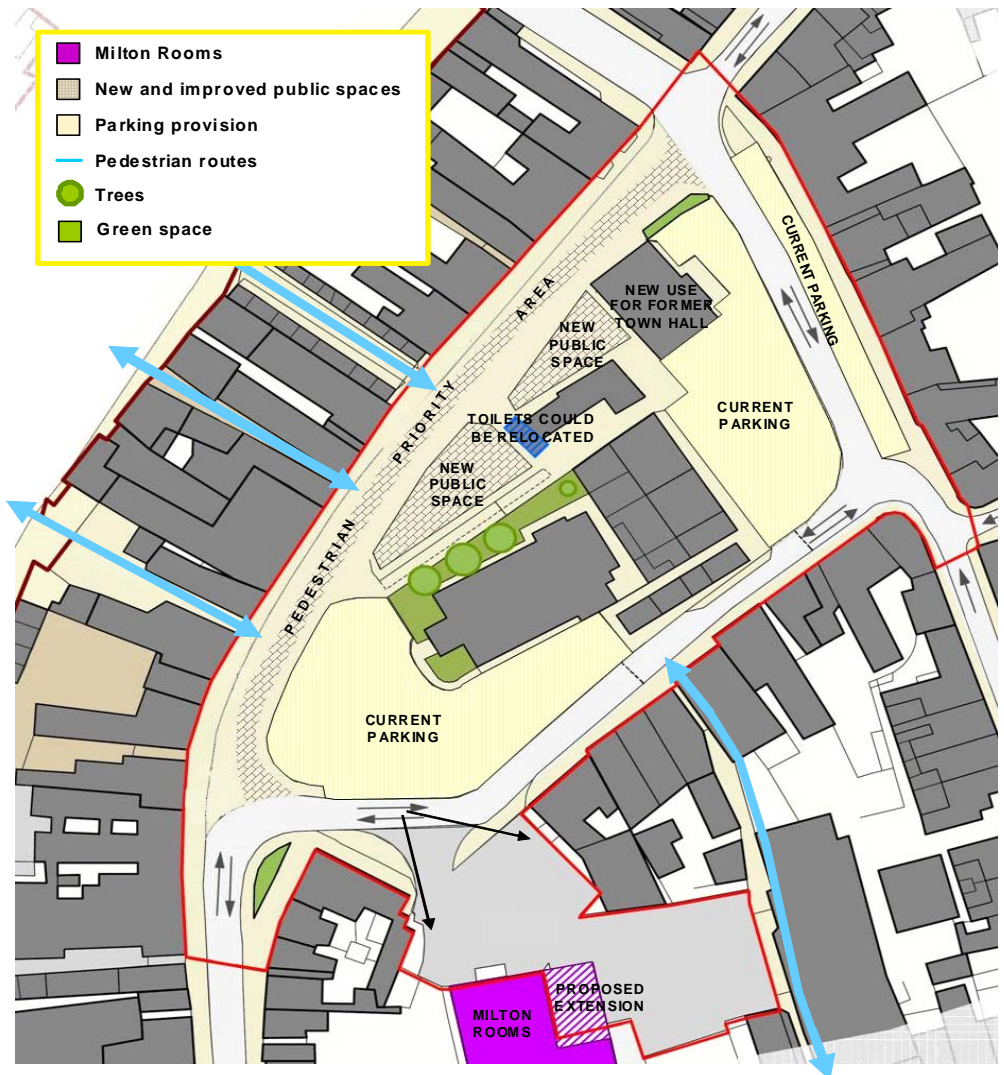 Milton Rooms
New and improved public spaces
Parking provision
Pedestrian routes
Trees
Green space
PEDESTRIAN PRIORITY AREA
NEW USE
FOR FORMER
TOWN HALL
CURRENT PARKING
NEW
PUBLIC
SPACE
CURRENT
PARKING
TOILETS COULD
BE RELOCATED
NEW
PUBLIC
SPACE
CURRENT
PARKING
PROPOSED
EXTENSION
MILTON
ROOMS